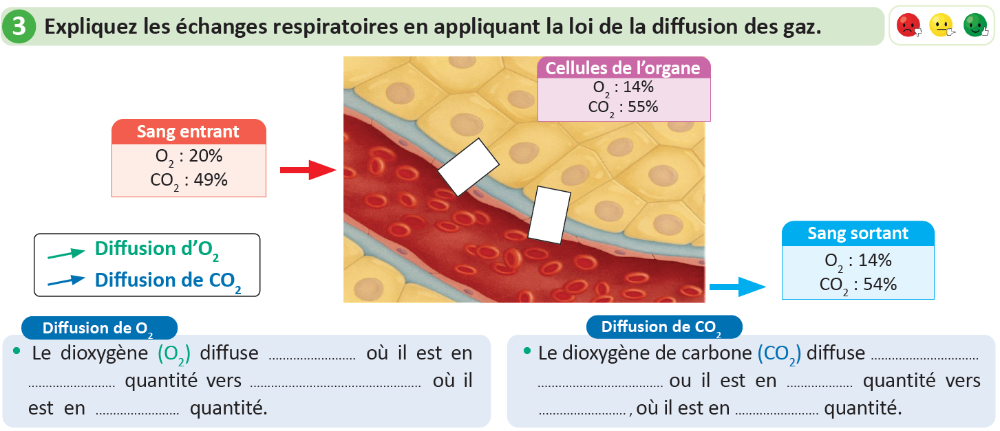 3 Expliquez les échanges respiratoires en appliquant la loi de la diffusion des gaz.
Cellules de l'organe
O₂ : 14%
CO₂ : 55%
Sang entrant
O₂ : 20%
CO₂ : 49%
Sang sortant
O₂ : 14%
CO₂ : 54%
Diffusion d'O₂
Diffusion de CO₂
Diffusion de O₂
• Le dioxygène (O₂) diffuse ........................ où il est en
........................ quantité vers ................................................ où il
est en ........................ quantité.
Diffusion de CO₂
• Le dioxygène de carbone (CO₂) diffuse ..............................
.................................... ou il est en ................... quantité vers
......................... , où il est en ........................ quantité.